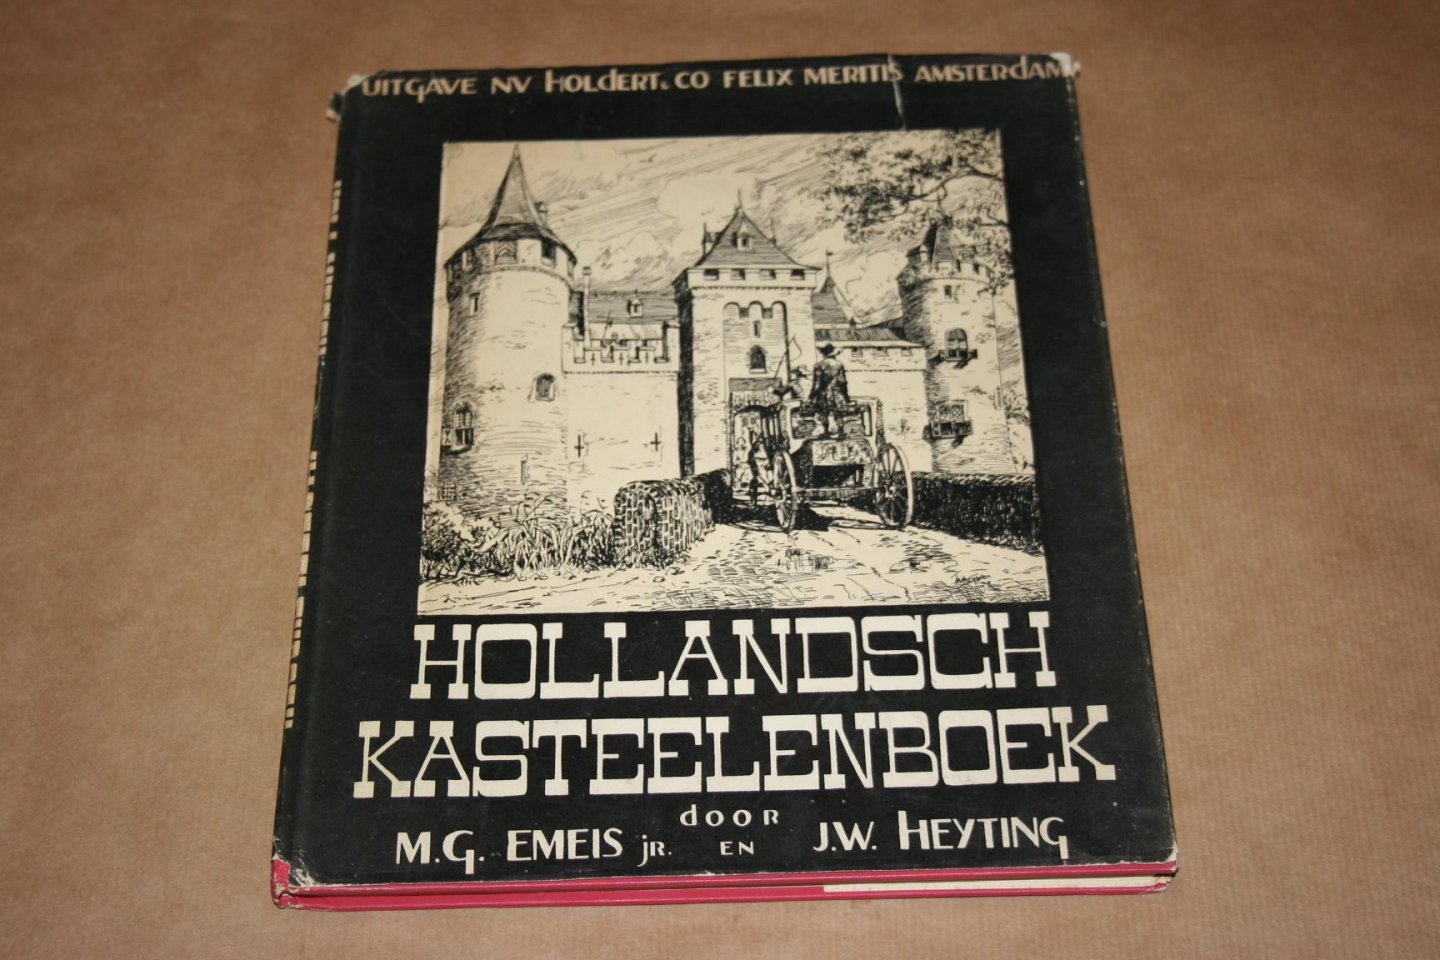 UITGAVE NV HOLDERT & CO FELIX MERITIS AMSTERDAM
HOLLANDSCH
KASTEELENBOEK
door
M.G. EMEIS jr. EN J.W. HEYTING